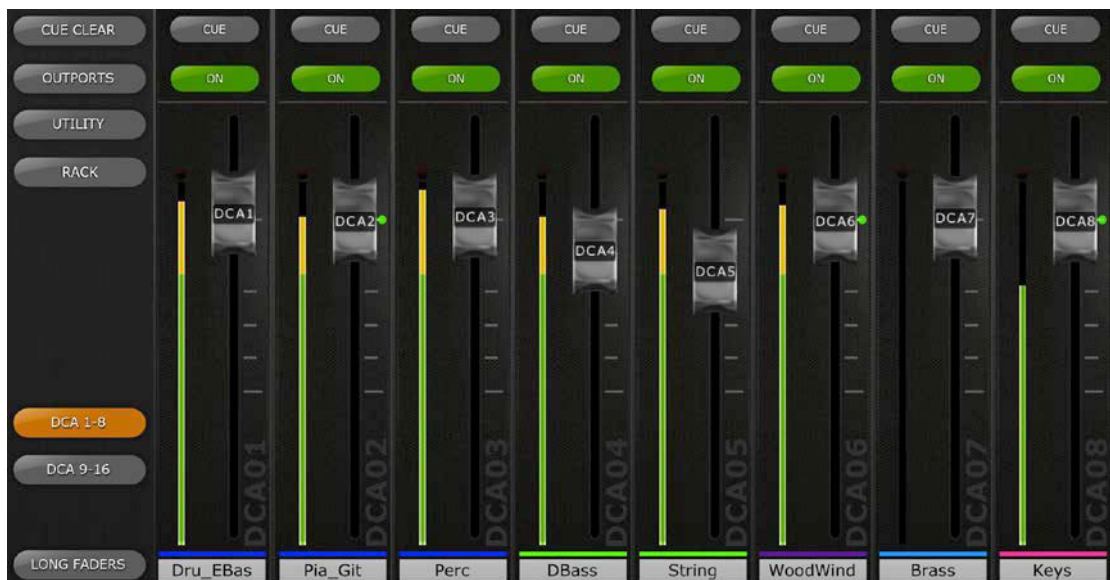 CUE CLEAR CUE CUE CUE CUE CUE CUE CUE CUE
OUTPORTS ON ON ON ON ON ON ON ON
UTILITY
RACK
DCA1 DCA2 DCA3 DCA4 DCA5 DCA6 DCA7 DCA8
DCA 1-8
DCA 9-16
DCA01 DCA02 DCA03 DCA04 DCA05 DCA06 DCA07 DCA08
LONG FADERS Dru_EBas Pia_Git Perc DBass String WoodWind Brass Keys